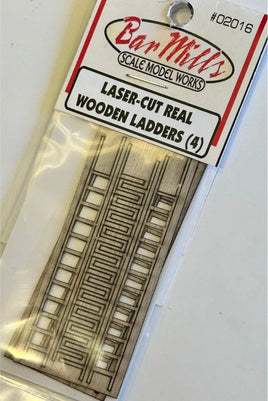 #02016
Bar Mills
SCALE MODEL WORKS
LASER-CUT REAL
WOODEN LADDERS (4)